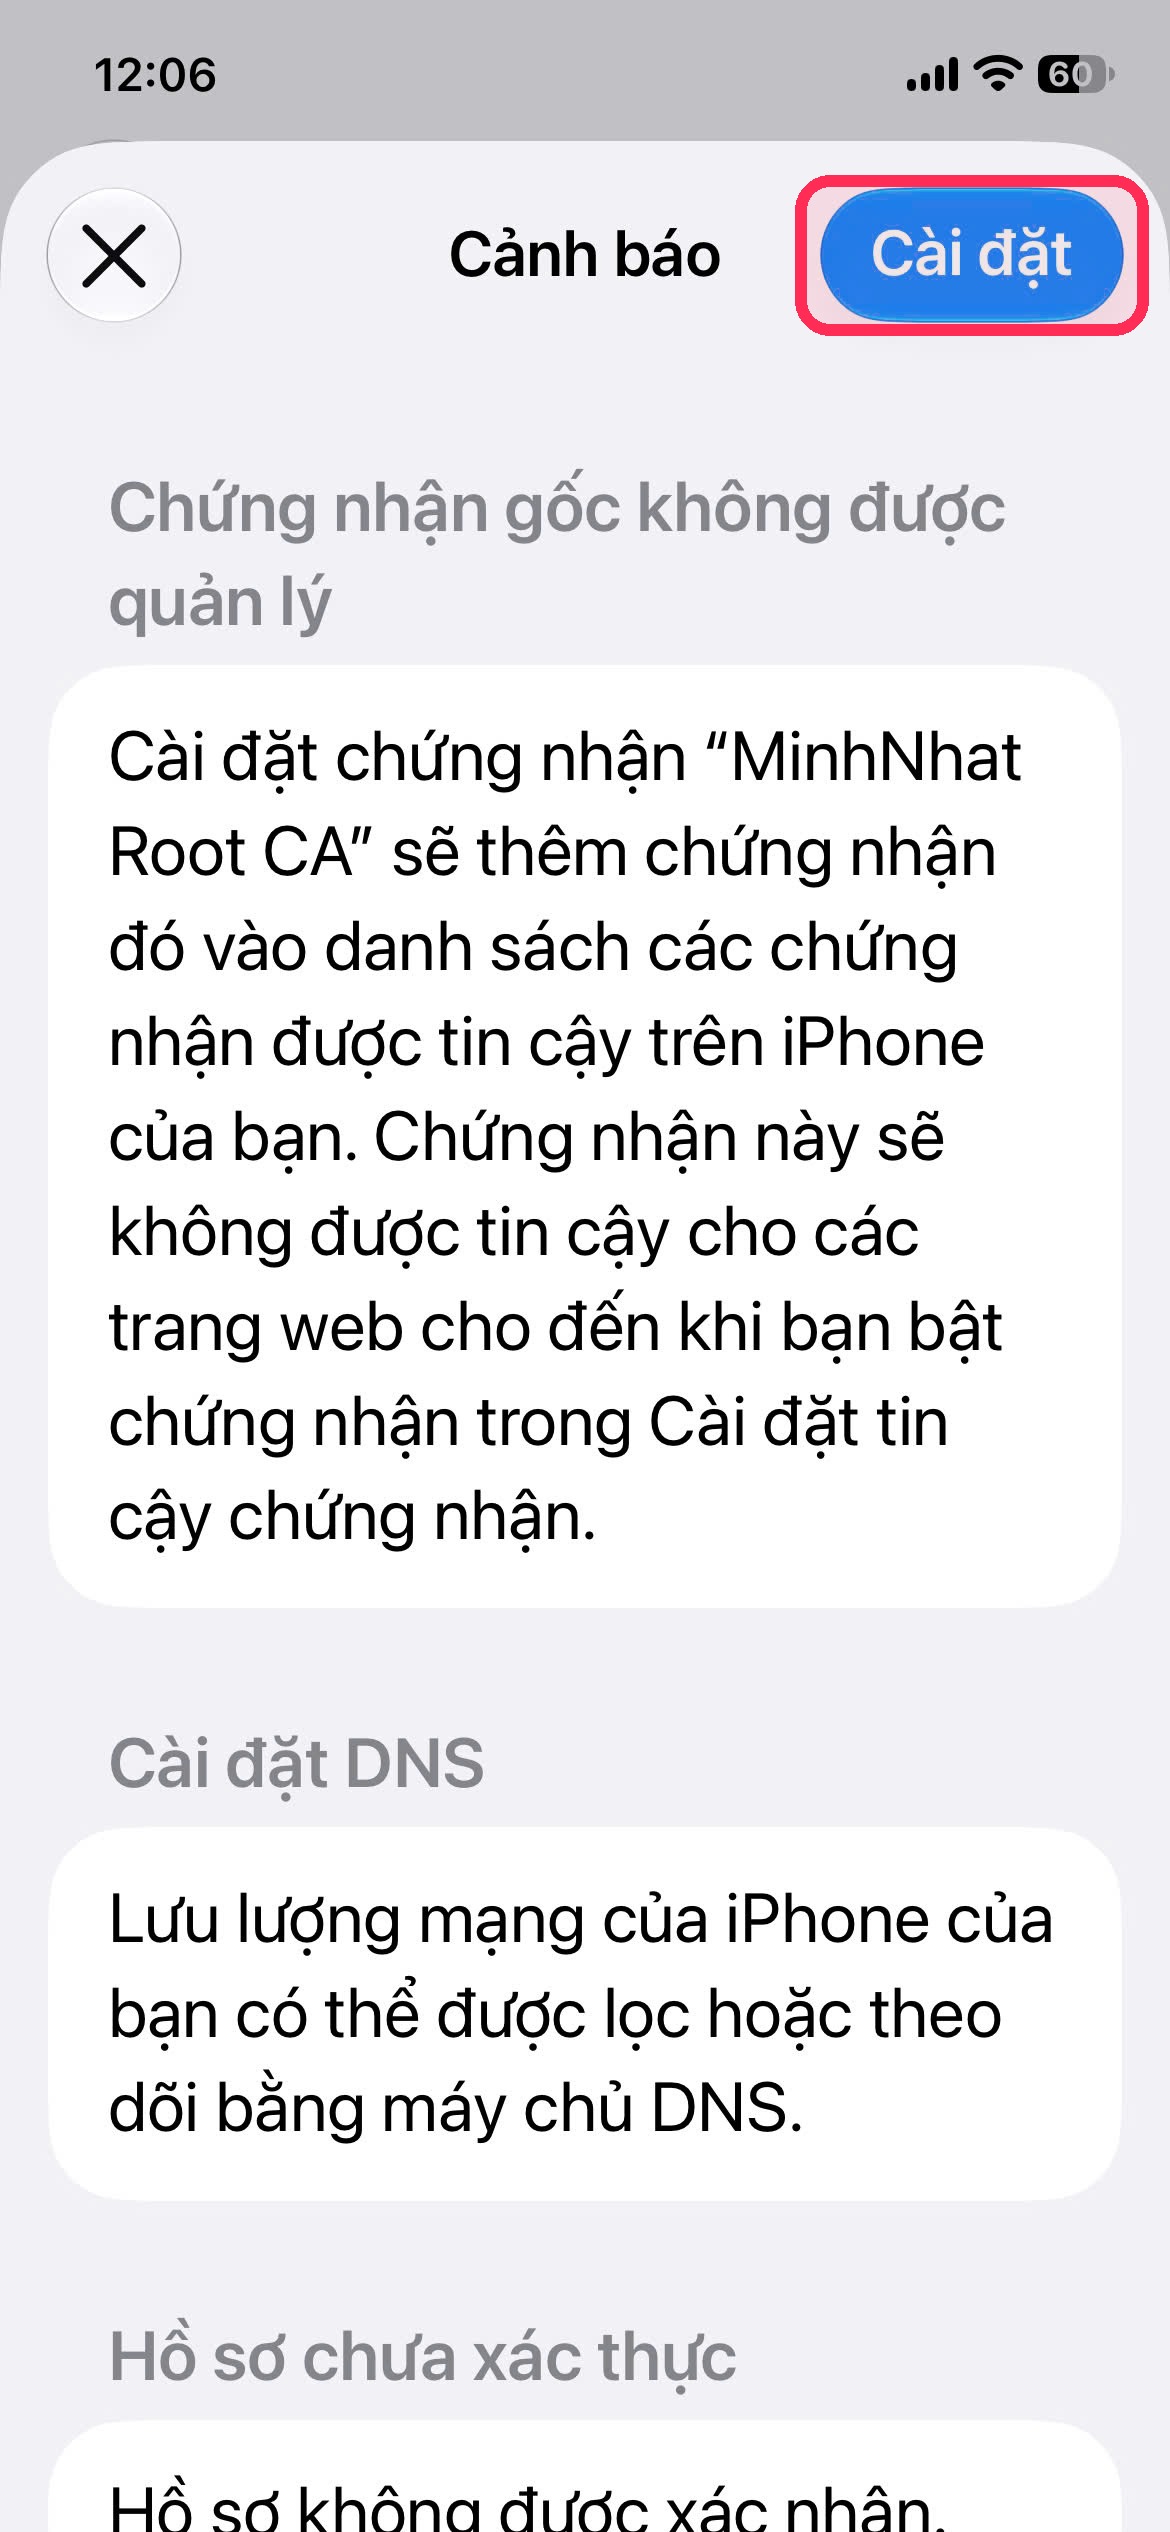 12:06
60
Cảnh báo
Cài đặt
Chứng nhận gốc không được
quản lý
Cài đặt chứng nhận “MinhNhat
Root CA” sẽ thêm chứng nhận
đó vào danh sách các chứng
nhận được tin cậy trên iPhone
của bạn. Chứng nhận này sẽ
không được tin cậy cho các
trang web cho đến khi bạn bật
chứng nhận trong Cài đặt tin
cậy chứng nhận.
Cài đặt DNS
Lưu lượng mạng của iPhone của
bạn có thể được lọc hoặc theo
dõi bằng máy chủ DNS.
Hồ sơ chưa xác thực
Hồ sơ không được xác nhận.